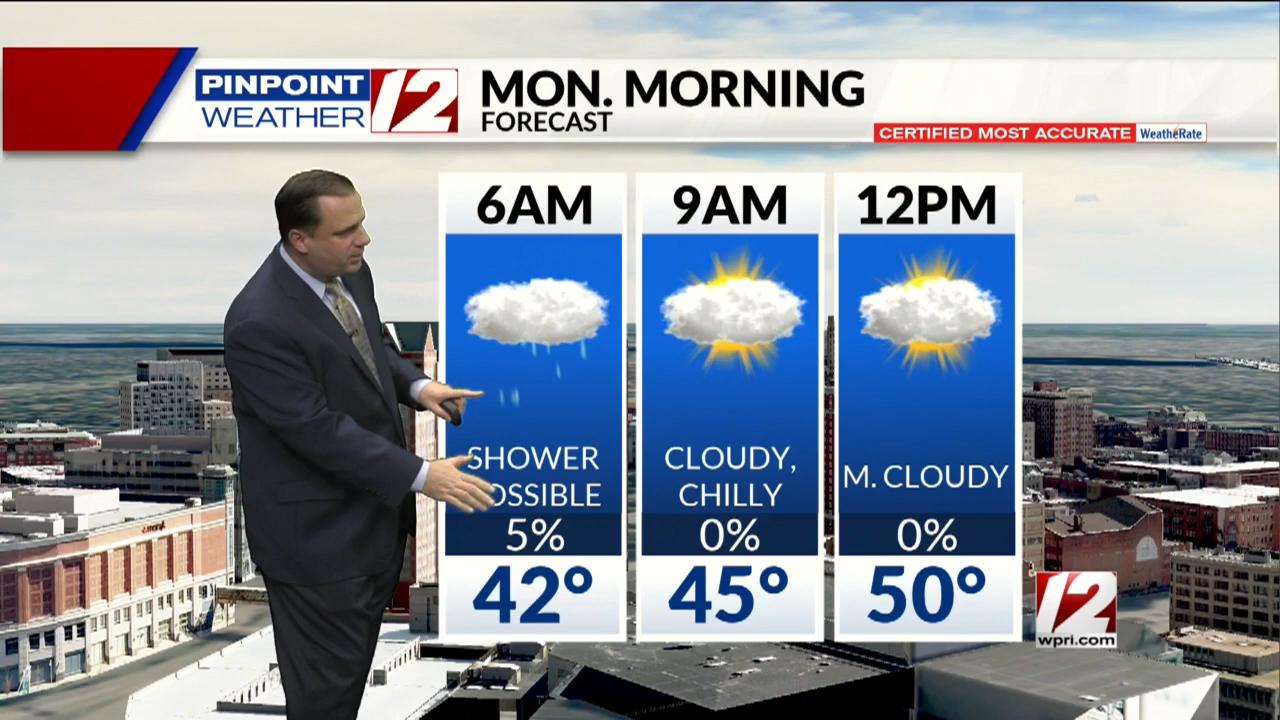 PINPOINT
WEATHER
12
MON. MORNING
FORECAST
CERTIFIED MOST ACCURATE
WeatheRate
6AM
SHOWER
POSSIBLE
5%
42°
9AM
CLOUDY,
CHILLY
0%
45°
12PM
M. CLOUDY
0%
50°
12
wpri.com